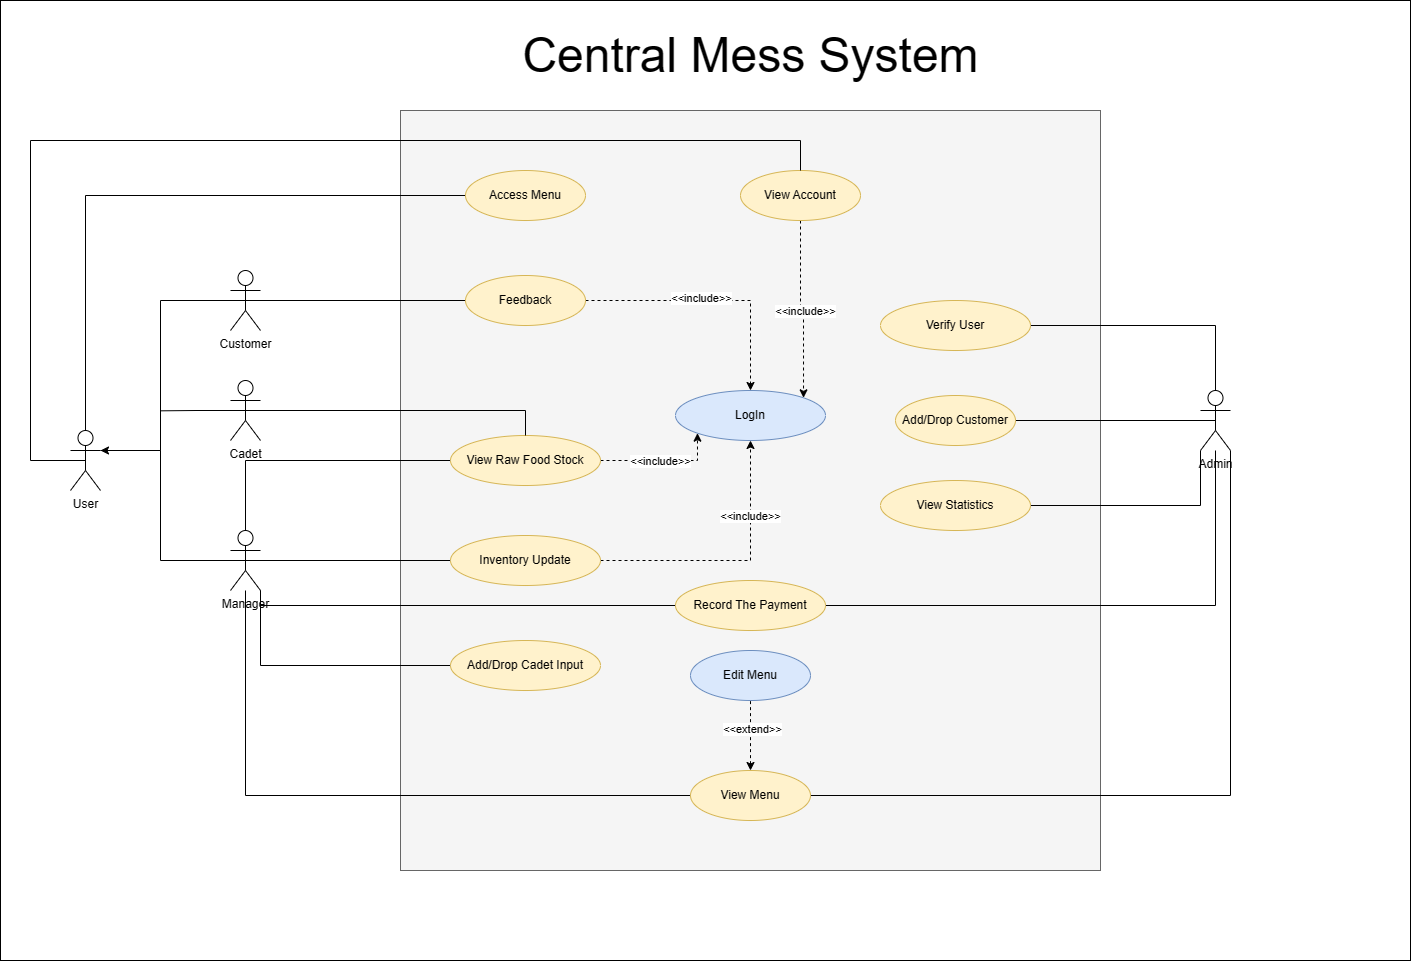 Central Mess System
Access Menu
View Account
Feedback
<<include>>
<<include>>
Verify User
Customer
LogIn
Add/Drop Customer
Cadet
View Raw Food Stock
<<include>>
Admin
User
View Statistics
<<include>>
Inventory Update
Manager
Record The Payment
Add/Drop Cadet Input
Edit Menu
<<extend>>
View Menu